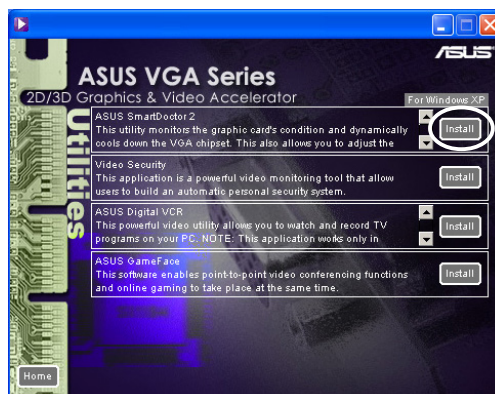 ASUS
ASUS VGA Series
2D/3D Graphics & Video Accelerator
For Windows XP
Utilities
ASUS SmartDoctor 2
This utility monitors the graphic card's condition and dynamically
cools down the VGA chipset. This also allows you to adjust the
Install
Video Security
This application is a powerful video monitoring tool that allow
users to build an automatic personal security system.
Install
ASUS Digital VCR
This powerful video utility allows you to watch and record TV
programs on your PC. NOTE: This application works only in
Install
ASUS GameFace
This software enables point-to-point video conferencing functions
and online gaming to take place at the same time.
Install
Home